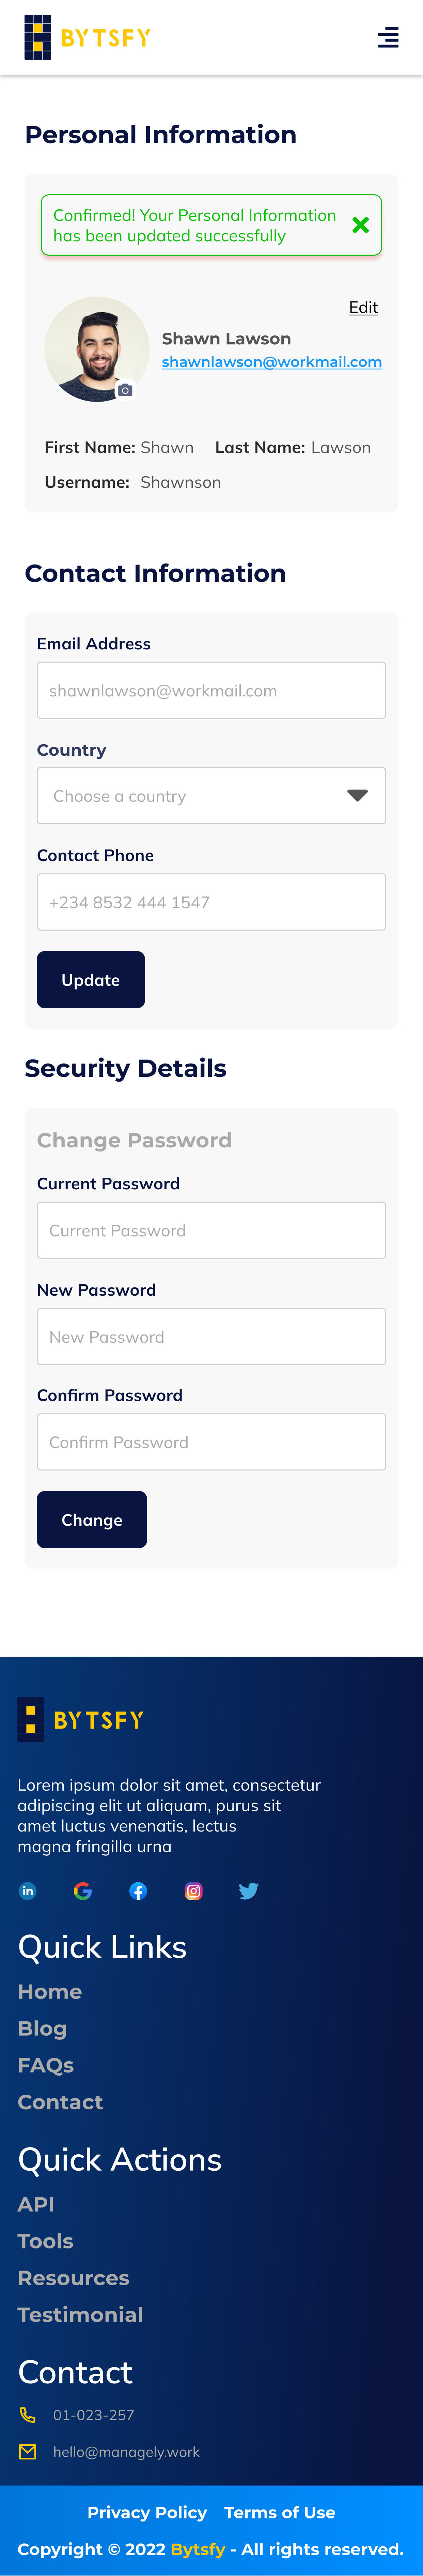 BYTSFY
Personal Information
Confirmed! Your Personal Information
has been updated successfully
Edit
Shawn Lawson
shawnlawson@workmail.com
First Name: Shawn Last Name: Lawson
Username: Shawnson
Contact Information
Email Address
shawnlawson@workmail.com
Country
Choose a country
Contact Phone
+234 8532 444 1547
Update
Security Details
Change Password
Current Password
Current Password
New Password
New Password
Confirm Password
Confirm Password
Change
BYTSFY
Lorem ipsum dolor sit amet, consectetur
adipiscing elit ut aliquam, purus sit
amet luctus venenatis, lectus
magna fringilla urna
Quick Links
Home
Blog
FAQs
Contact
Quick Actions
API
Tools
Resources
Testimonial
Contact
01-023-257
hello@managely.work
Privacy Policy Terms of Use
Copyright © 2022 Bytsfy - All rights reserved.